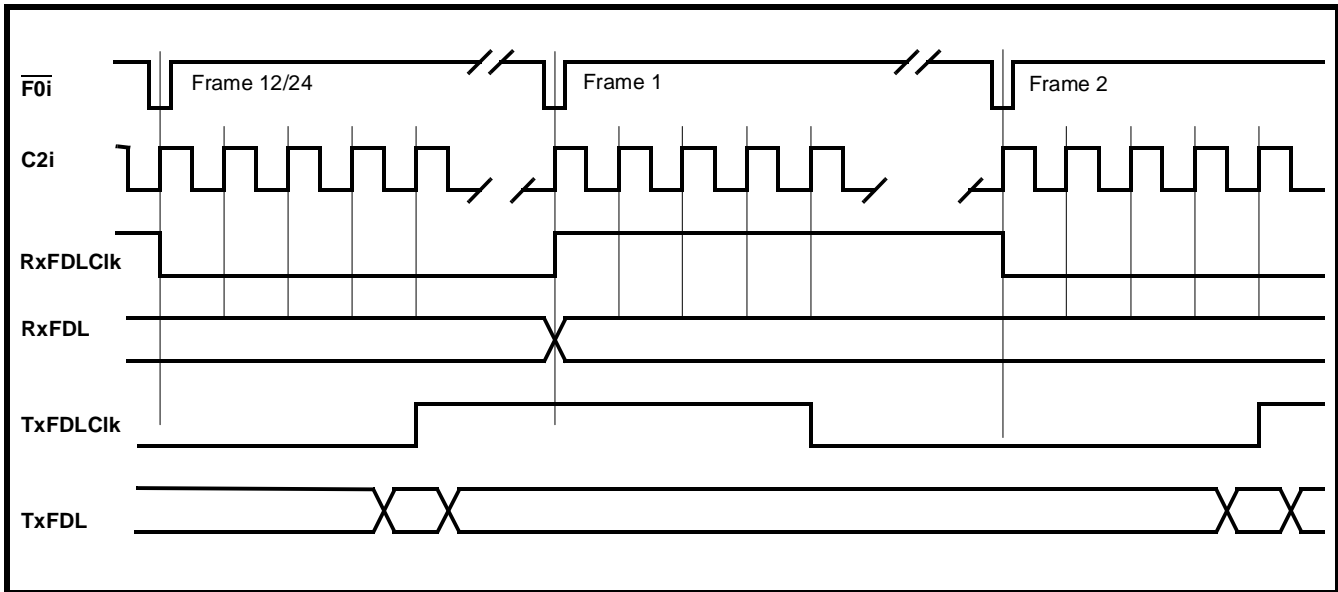 F0i
Frame 12/24
Frame 1
Frame 2
C2i
RxFDLClk
RxFDL
TxFDLClk
TxFDL